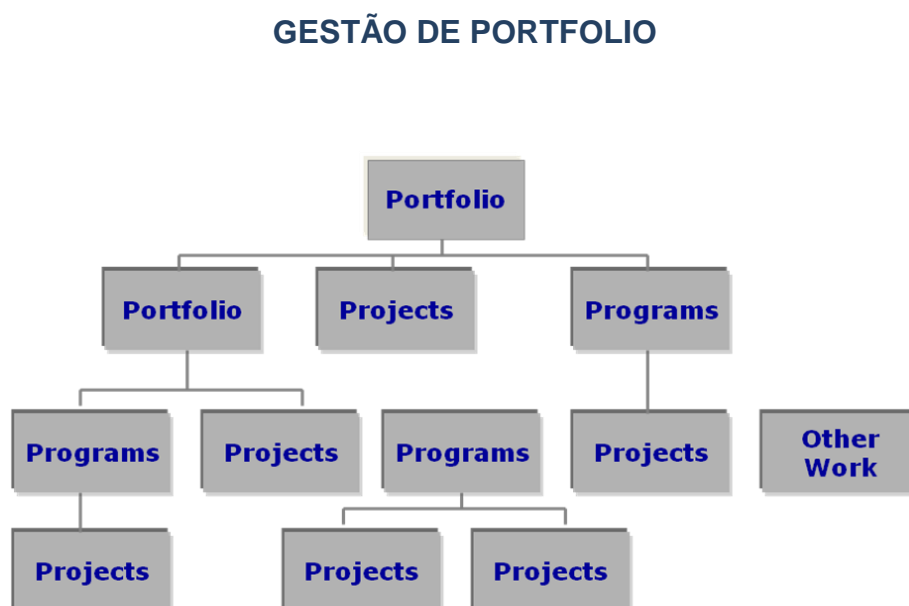 GESTÃO DE PORTFOLIO
Portfolio
Portfolio
Projects
Programs
Programs
Projects
Programs
Projects
Other
Work
Projects
Projects
Projects